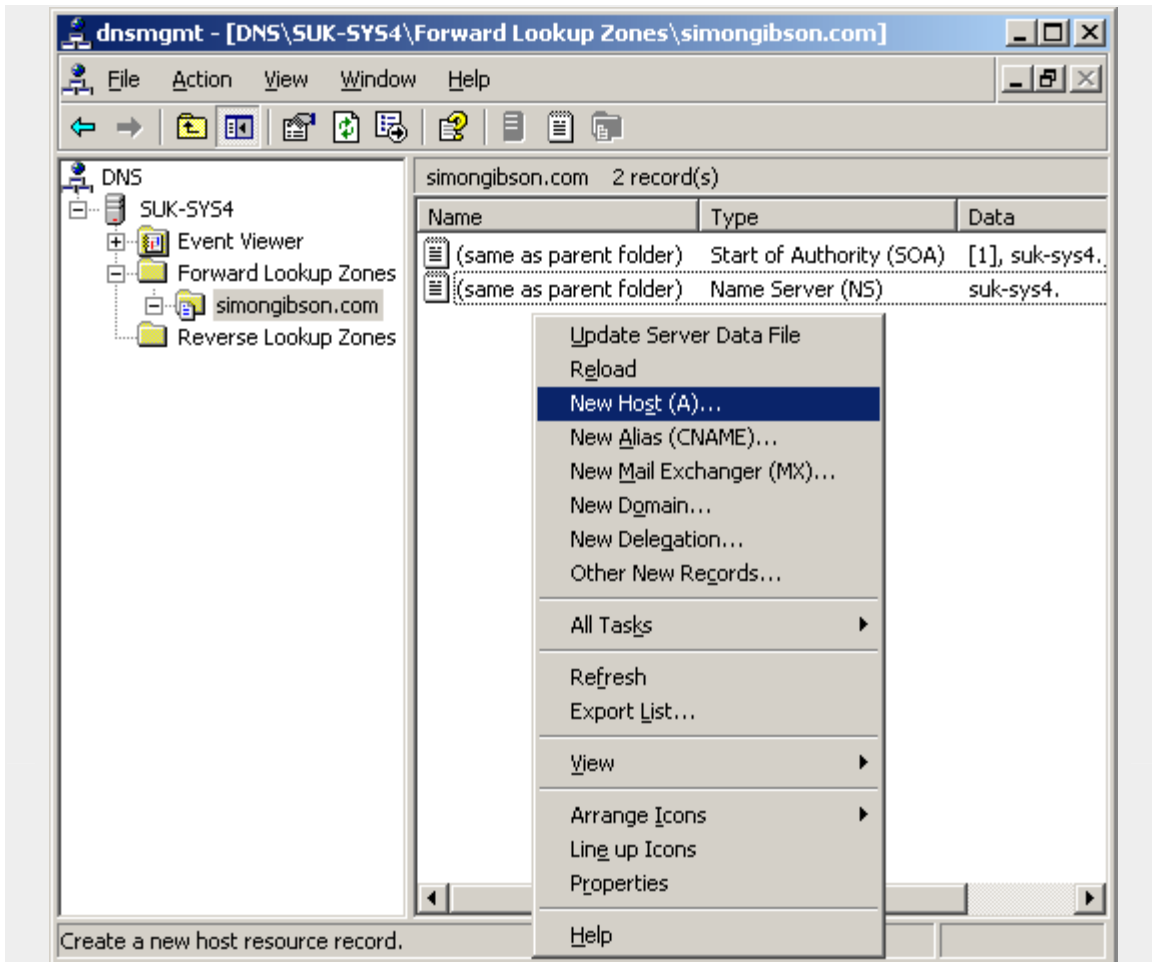 dnsmgmt - [DNS\SUK-SYS4\Forward Lookup Zones\simongibson.com]
File Action View Window Help
DNS
SUK-SYS4
Event Viewer
Forward Lookup Zones
simongibson.com
Reverse Lookup Zones
simongibson.com 2 record(s)
Name Type Data
(same as parent folder) Start of Authority (SOA) [1], suk-sys4.
(same as parent folder) Name Server (NS) suk-sys4.
Update Server Data File
Reload
New Host (A)...
New Alias (CNAME)...
New Mail Exchanger (MX)...
New Domain...
New Delegation...
Other New Records...
All Tasks
Refresh
Export List...
View
Arrange Icons
Line up Icons
Properties
Help
Create a new host resource record.